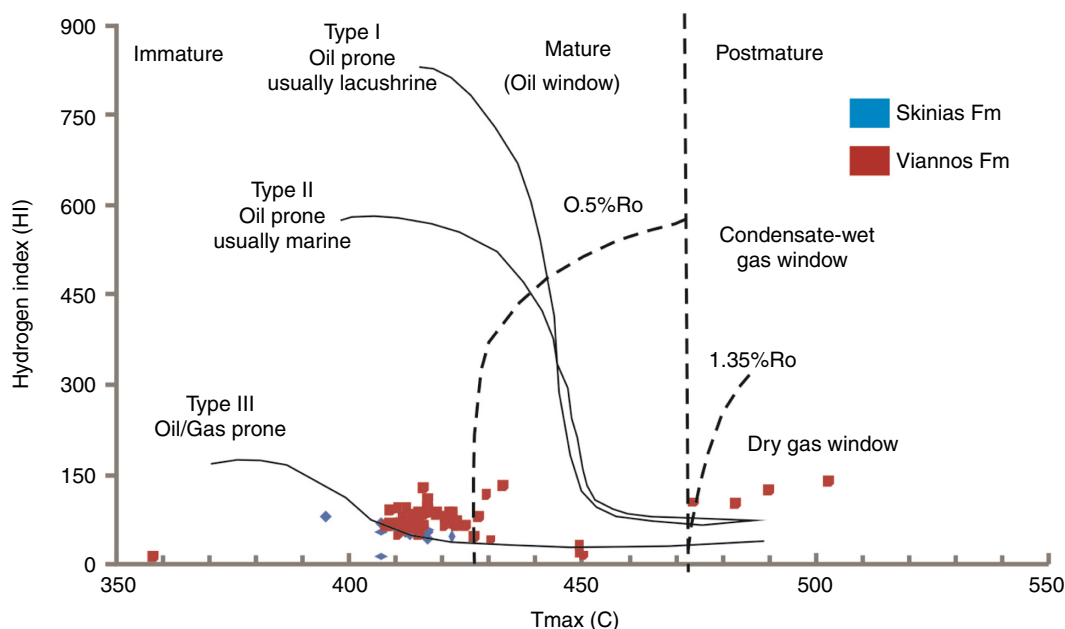 900
750
600
450
300
150
0
Hydrogen index (HI)
350
400
450
500
550
Tmax (C)
Immature
Type I
Oil prone
usually lacushrine
Mature
(Oil window)
Postmature
Skinias Fm
Viannos Fm
Type II
Oil prone
usually marine
O.5%Ro
Condensate-wet
gas window
1.35%Ro
Type III
Oil/Gas prone
Dry gas window